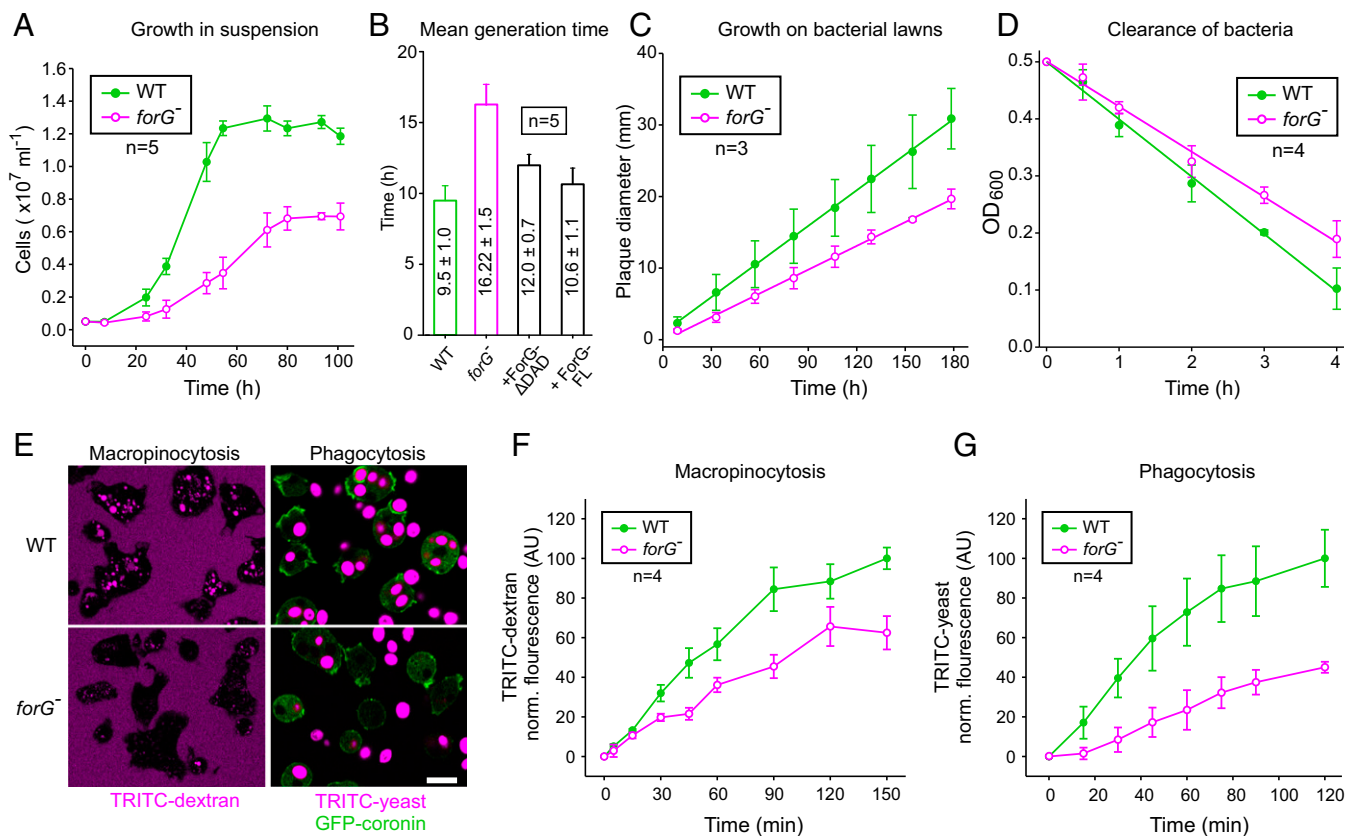 A
Growth in suspension
Cells ( x10⁷ ml⁻¹)
1.6
1.4
1.2
1.0
0.8
0.6
0.4
0.2
0.0
WT
forG⁻
n=5
0 20 40 60 80 100
Time (h)
B
Mean generation time
Time (h)
20
15
10
5
0
n=5
9.5 ± 1.0
16.22 ± 1.5
12.0 ± 0.7
10.6 ± 1.1
WT
forG⁻
+ForG-
ΔDAD
+ ForG-
FL
C
Growth on bacterial lawns
Plaque diameter (mm)
40
30
20
10
0
WT
forG⁻
n=3
0 30 60 90 120 150 180
Time (h)
D
Clearance of bacteria
OD₆₀₀
0.5
0.4
0.3
0.2
0.1
0.0
WT
forG⁻
n=4
0 1 2 3 4
Time (h)
E
Macropinocytosis
Phagocytosis
WT
forG⁻
TRITC-dextran
TRITC-yeast
GFP-coronin
F
Macropinocytosis
TRITC-dextran
norm. flourescence (AU)
120
100
80
60
40
20
0
WT
forG⁻
n=4
0 30 60 90 120 150
Time (min)
G
Phagocytosis
TRITC-yeast
norm. flourescence (AU)
120
100
80
60
40
20
0
WT
forG⁻
n=4
0 20 40 60 80 100 120
Time (min)